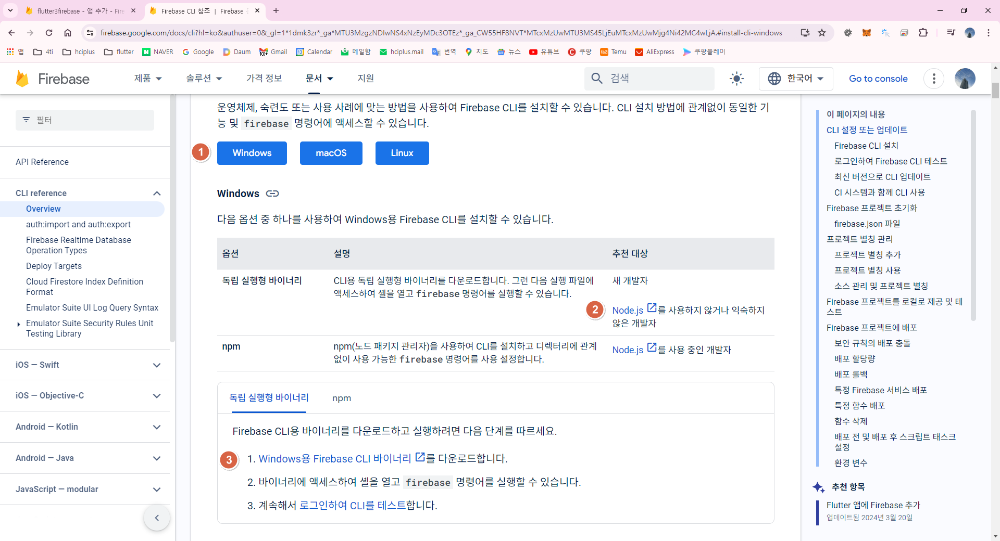 flutter3firebase - 앱 추가 - Fire
Firebase CLI 참조 | Firebase
firebase.google.com/docs/cli?hl=ko&authuser=0&_gl=1*1dmk3zr*_ga*MTU3MzgzNDIwNS4xNzEyMDc3OTEz*_ga_CW55HF8NVT*MTcxMzUwMTU3MS45LjEuMTcxMzUwMjg4Ni42MC4wLjA.#install-cli-windows
앱 4ti hciplus flutter NAVER Google Daum Gmail Calendar 메일함 hciplus.mail 번역 지도 뉴스 유튜브 쿠팡 Temu AliExpress 쿠팡플레이
Firebase 제품 솔루션 가격 정보 문서 지원 검색 한국어 Go to console
필터
API Reference
CLI reference
Overview
auth:import and auth:export
Firebase Realtime Database
Operation Types
Deploy Targets
Cloud Firestore Index Definition
Format
Emulator Suite UI Log Query Syntax
Emulator Suite Security Rules Unit
Testing Library
iOS — Swift
iOS — Objective-C
Android — Kotlin
Android — Java
JavaScript — modular
운영체제, 숙련도 또는 사용 사례에 맞는 방법을 사용하여 Firebase CLI를 설치할 수 있습니다. CLI 설치 방법에 관계없이 동일한 기
능 및 firebase 명령어에 액세스할 수 있습니다.
1 Windows macOS Linux
Windows
다음 옵션 중 하나를 사용하여 Windows용 Firebase CLI를 설치할 수 있습니다.
옵션 설명 추천 대상
독립 실행형 바이너리
CLI용 독립 실행형 바이너리를 다운로드합니다. 그런 다음 실행 파일에
액세스하여 셸을 열고 firebase 명령어를 실행할 수 있습니다.
새 개발자
2 Node.js를 사용하지 않거나 익숙하지
않은 개발자
npm
npm(노드 패키지 관리자)을 사용하여 CLI를 설치하고 디렉터리에 관계
없이 사용 가능한 firebase 명령어를 사용 설정합니다.
Node.js를 사용 중인 개발자
독립 실행형 바이너리 npm
Firebase CLI용 바이너리를 다운로드하고 실행하려면 다음 단계를 따르세요.
3 1. Windows용 Firebase CLI 바이너리를 다운로드합니다.
2. 바이너리에 액세스하여 셸을 열고 firebase 명령어를 실행할 수 있습니다.
3. 계속해서 로그인하여 CLI를 테스트합니다.
이 페이지의 내용
CLI 설정 또는 업데이트
Firebase CLI 설치
로그인하여 Firebase CLI 테스트
최신 버전으로 CLI 업데이트
CI 시스템과 함께 CLI 사용
Firebase 프로젝트 초기화
firebase.json 파일
프로젝트 별칭 관리
프로젝트 별칭 추가
프로젝트 별칭 사용
소스 관리 및 프로젝트 별칭
Firebase 프로젝트를 로컬로 제공 및 테
스트
Firebase 프로젝트에 배포
보안 규칙의 배포 충돌
배포 할당량
배포 롤백
특정 Firebase 서비스 배포
특정 함수 배포
함수 삭제
배포 전 및 배포 후 스크립트 태스크
설정
환경 변수
추천 항목
Flutter 앱에 Firebase 추가
업데이트됨 2024년 3월 20일